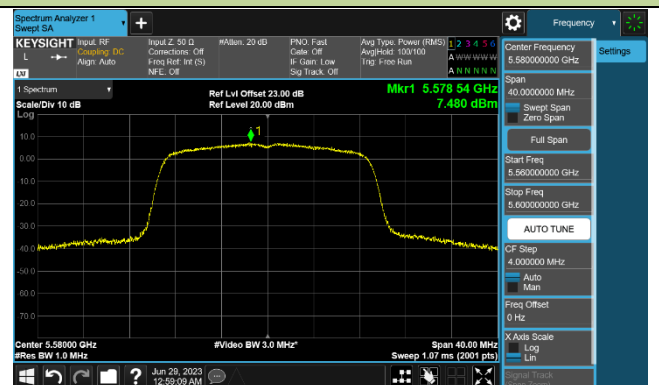 Spectrum Analyzer 1
Swept SA
+
Frequency
KEYSIGHT
L
LXI
Input: RF
Coupling: DC
Align: Auto
Input Z: 50 Ω
Corrections: Off
Freq Ref: Int (S)
NFE: Off
#Atten: 20 dB
PNO: Fast
Gate: Off
IF Gain: Low
Sig Track: Off
Avg Type: Power (RMS)
Avg|Hold: 100/100
Trig: Free Run
1 2 3 4 5 6
A W W W W W
A N N N N N
1 Spectrum
Scale/Div 10 dB
Log
Ref Lvl Offset 23.00 dB
Ref Level 20.00 dBm
Mkr1 5.578 54 GHz
7.480 dBm
1
10.0
0.00
-10.0
-20.0
-30.0
-40.0
-50.0
-60.0
-70.0
Center 5.58000 GHz
#Res BW 1.0 MHz
#Video BW 3.0 MHz*
Span 40.00 MHz
Sweep 1.07 ms (2001 pts)
Jun 29, 2023
12:59:09 AM
Center Frequency
5.580000000 GHz
Span
40.0000000 MHz
Swept Span
Zero Span
Full Span
Start Freq
5.560000000 GHz
Stop Freq
5.600000000 GHz
AUTO TUNE
CF Step
4.000000 MHz
Auto
Man
Freq Offset
0 Hz
X Axis Scale
Log
Lin
Signal Track
Settings